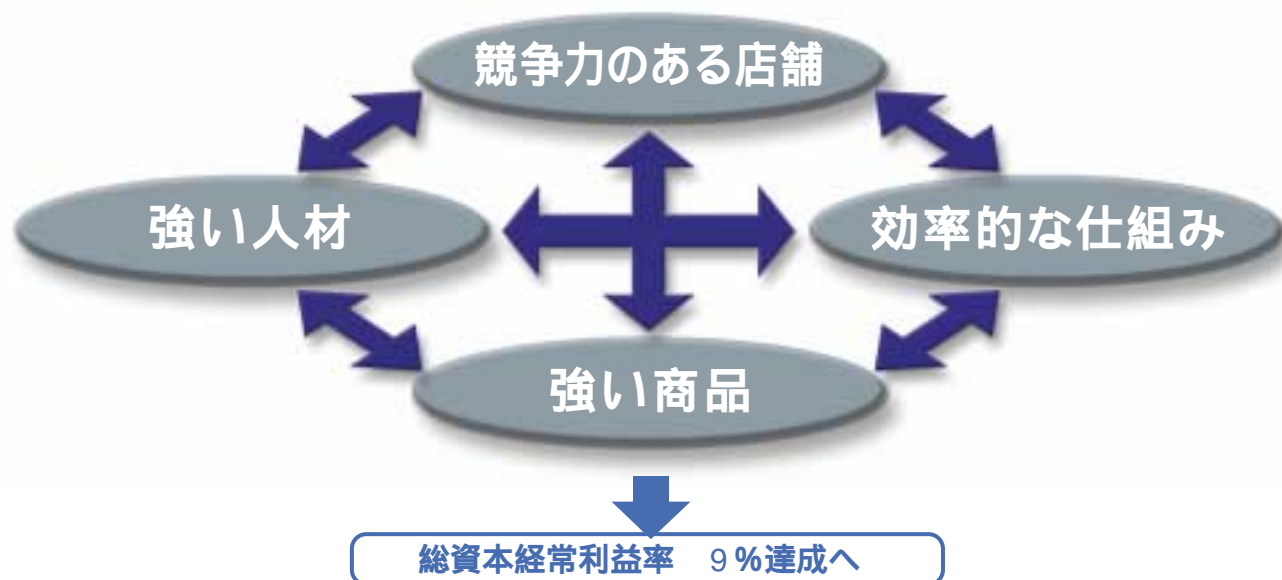 競争力のある店舗
強い人材
効率的な仕組み
強い商品
総資本経常利益率　９％達成へ